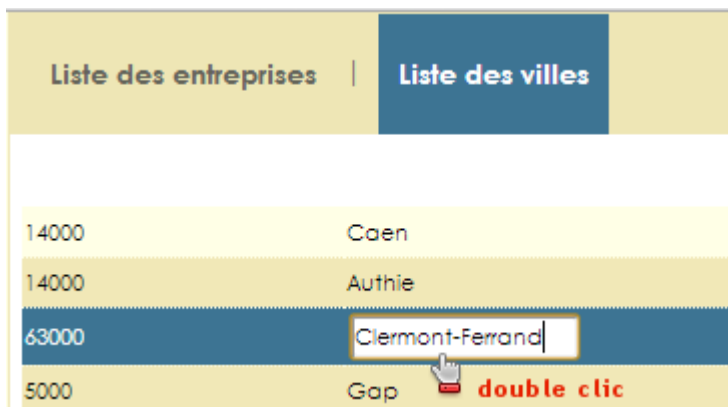 Liste des entreprises | Liste des villes
14000 Caen
14000 Authie
63000 Clermont-Ferrand
5000 Gap double clic